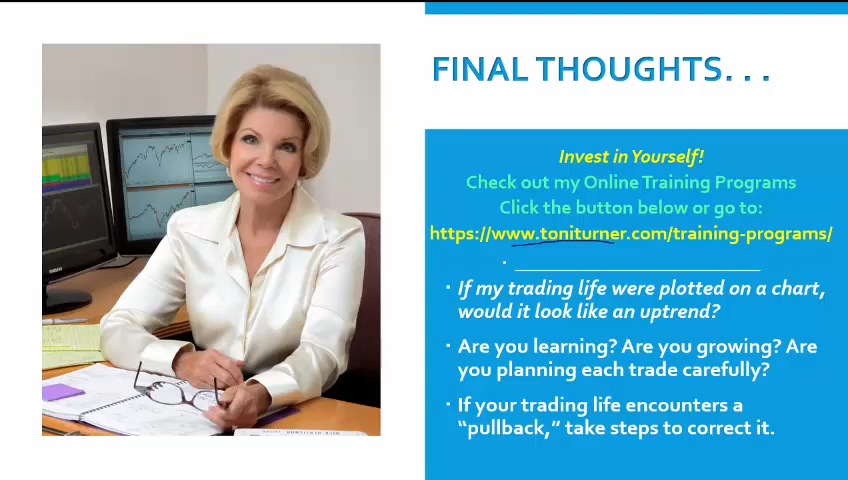 FINAL THOUGHTS. . .
Invest in Yourself!
Check out my Online Training Programs
Click the button below or go to:
https://www.toniturner.com/training-programs/
If my trading life were plotted on a chart,
would it look like an uptrend?
Are you learning? Are you growing? Are
you planning each trade carefully?
If your trading life encounters a
“pullback,” take steps to correct it.